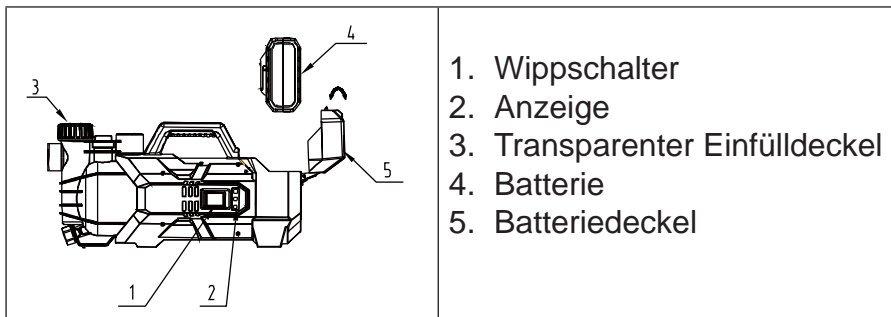 4
3
5
1
2
1. Wippschalter
2. Anzeige
3. Transparenter Einfülldeckel
4. Batterie
5. Batteriedeckel